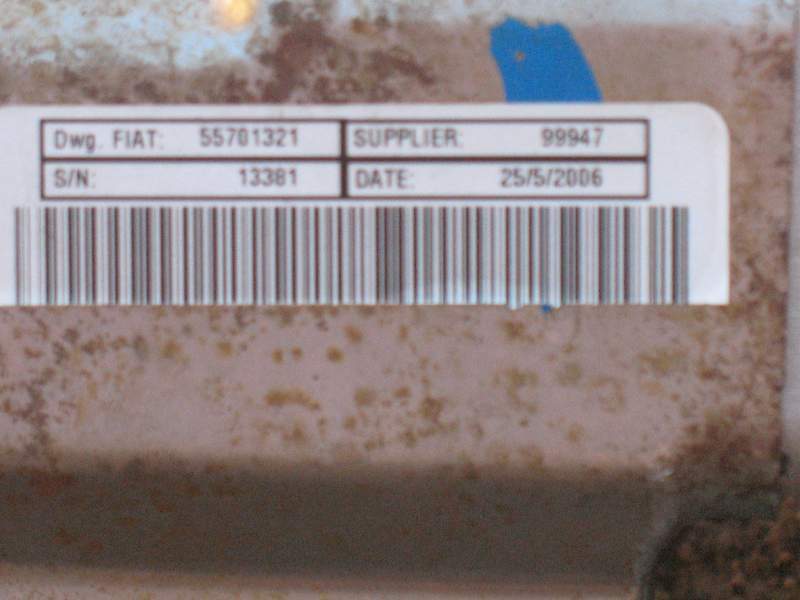 Dwg. FIAT: 55701321 SUPPLIER: 99947
S/N: 13381 DATE: 25/5/2006